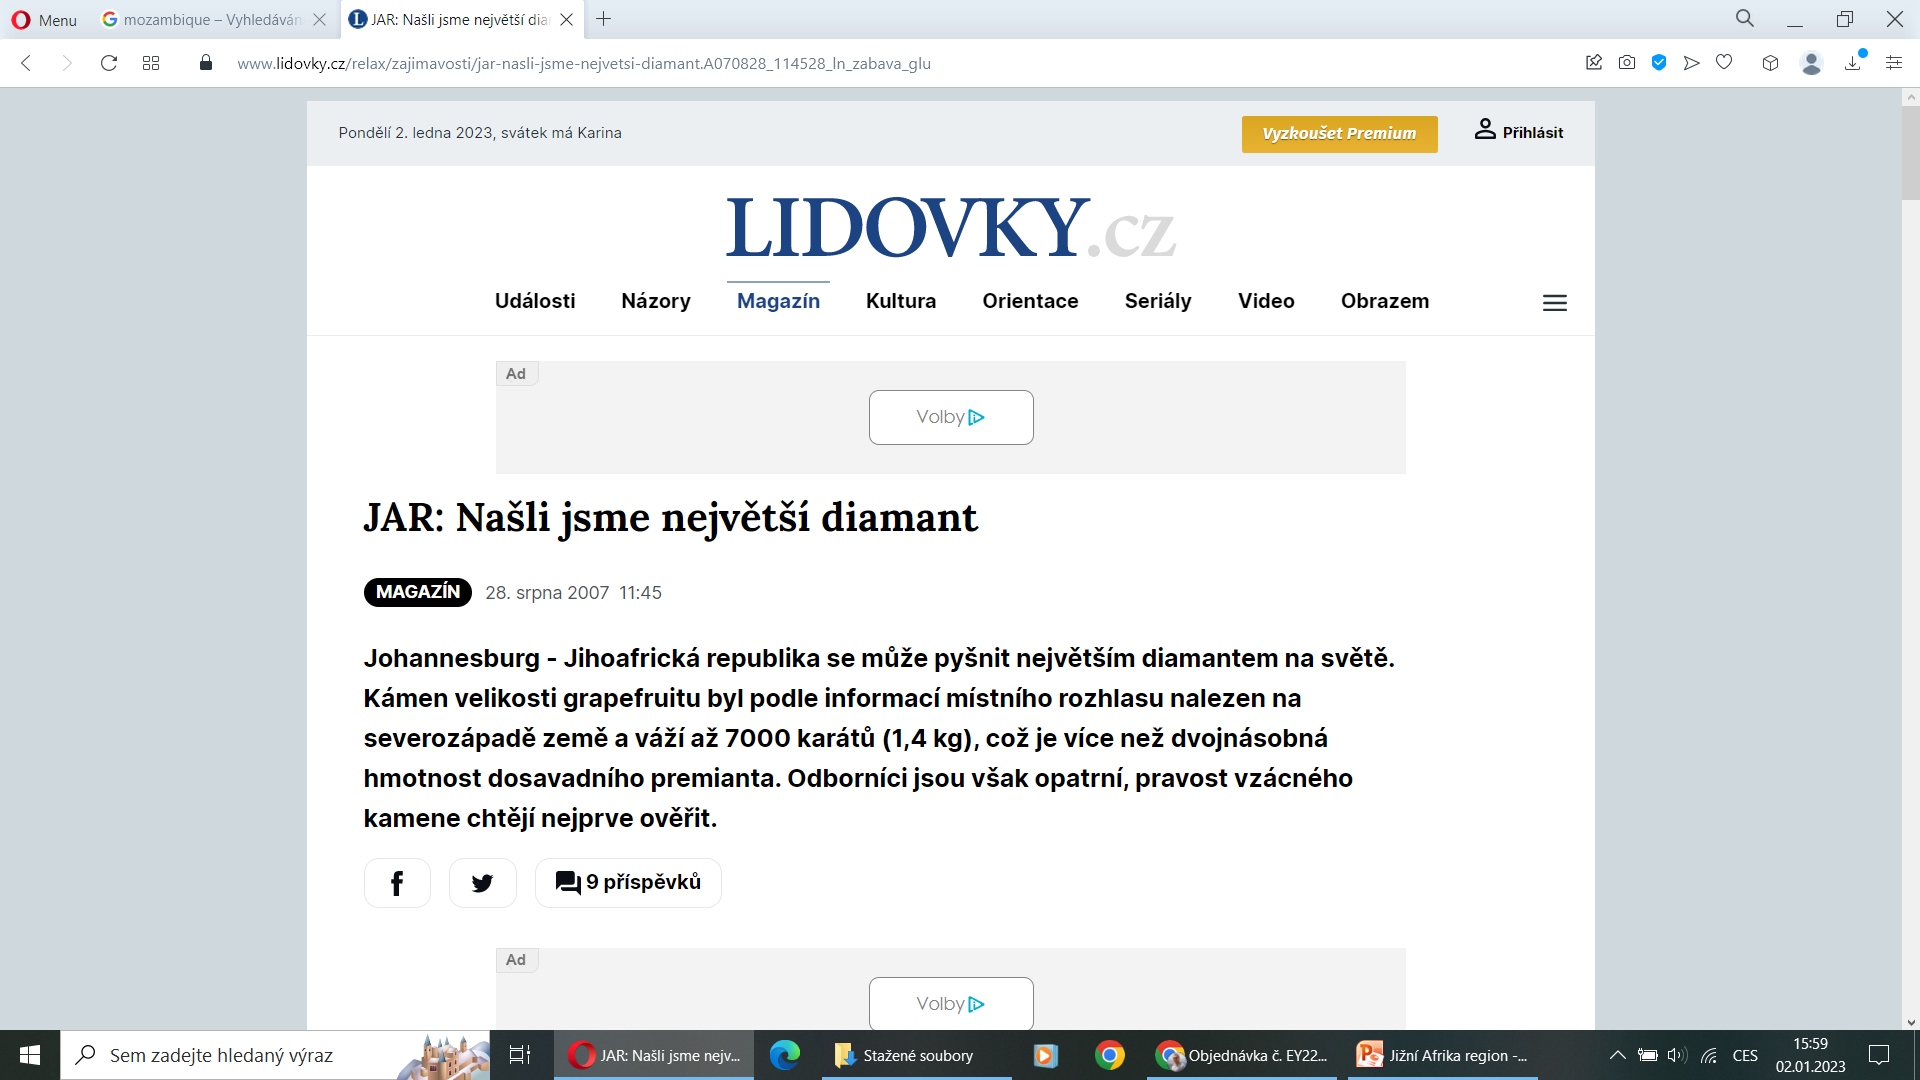 Menu
mozambique – Vyhledáván
JAR: Našli jsme největší dia
www.lidovky.cz/relax/zajimavosti/jar-nasli-jsme-nejvetsi-diamant.A070828_114528_ln_zabava_glu
Pondělí 2. ledna 2023, svátek má Karina
Vyzkoušet Premium
Přihlásit
LIDOVKY.cz
Události
Názory
Magazín
Kultura
Orientace
Seriály
Video
Obrazem
Ad
Volby
JAR: Našli jsme největší diamant
MAGAZÍN
28. srpna 2007 11:45
Johannesburg - Jihoafrická republika se může pyšnit největším diamantem na světě.
Kámen velikosti grapefruitu byl podle informací místního rozhlasu nalezen na
severozápadě země a váží až 7000 karátů (1,4 kg), což je více než dvojnásobná
hmotnost dosavadního premianta. Odborníci jsou však opatrní, pravost vzácného
kamene chtějí nejprve ověřit.
9 příspěvků
Ad
Volby
Sem zadejte hledaný výraz
JAR: Našli jsme nejv...
Stažené soubory
Objednávka č. EY22...
Jižní Afrika region -...
CES
15:59
02.01.2023